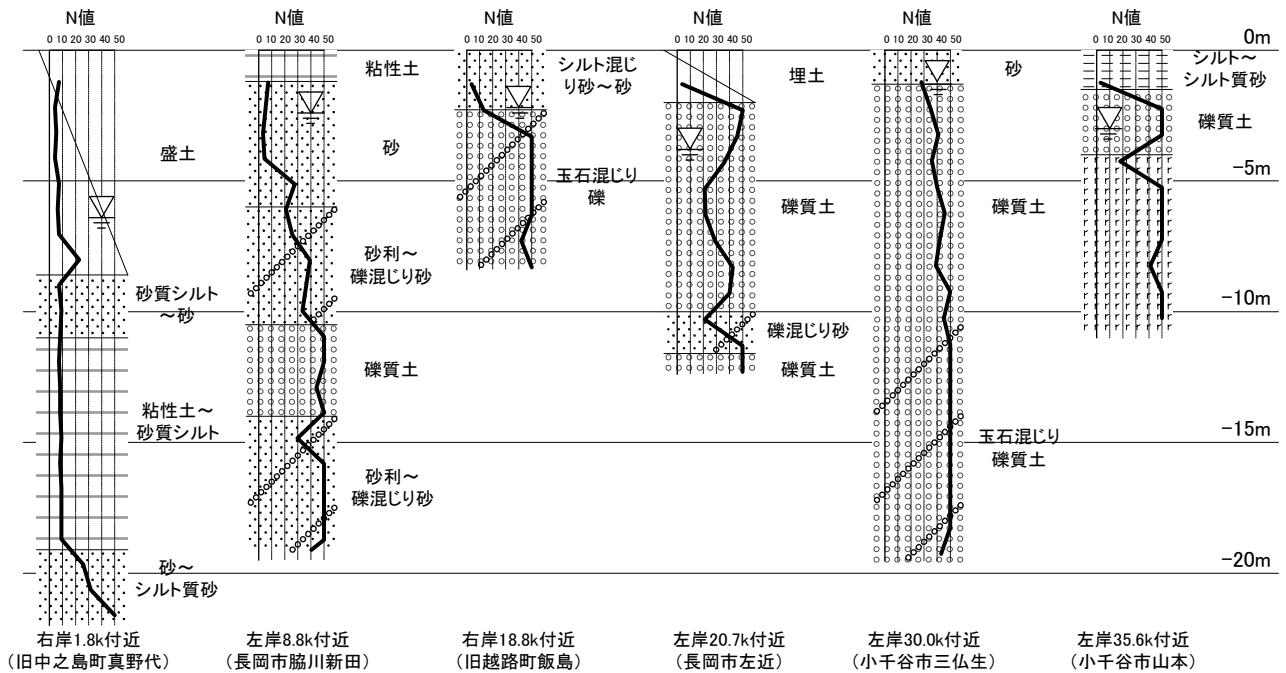 N値
0 10 20 30 40 50
盛土
砂質シルト
～砂
粘性土～
砂質シルト
砂～
シルト質砂
右岸1.8k付近
（旧中之島町真野代）
N値
0 10 20 30 40 50
粘性土
砂
砂利～
礫混じり砂
礫質土
砂利～
礫混じり砂
左岸8.8k付近
（長岡市脇川新田）
N値
0 10 20 30 40 50
シルト混じ
り砂～砂
玉石混じり
礫
右岸18.8k付近
（旧越路町飯島）
N値
0 10 20 30 40 50
埋土
礫質土
礫混じり砂
礫質土
左岸20.7k付近
（長岡市左近）
N値
0 10 20 30 40 50
砂
礫質土
玉石混じり
礫質土
左岸30.0k付近
（小千谷市三仏生）
N値
0 10 20 30 40 50
シルト～
シルト質砂
礫質土
左岸35.6k付近
（小千谷市山本）
0m
-5m
-10m
-15m
-20m